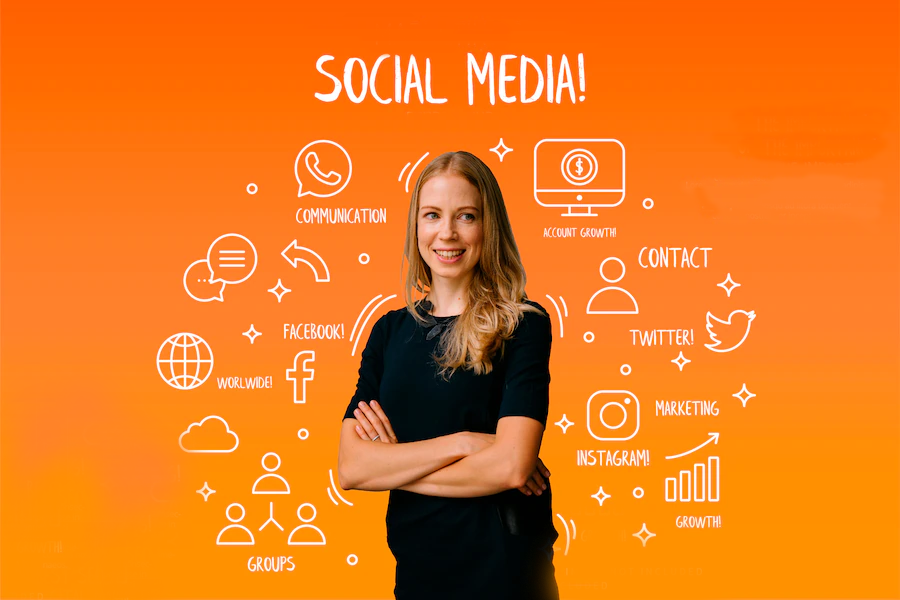 SOCIAL MEDIA!
COMMUNICATION
$
ACCOUNT GROWTH!
CONTACT
FACEBOOK!
TWITTER!
WORLWIDE!
MARKETING
INSTAGRAM!
GROWTH!
GROUPS